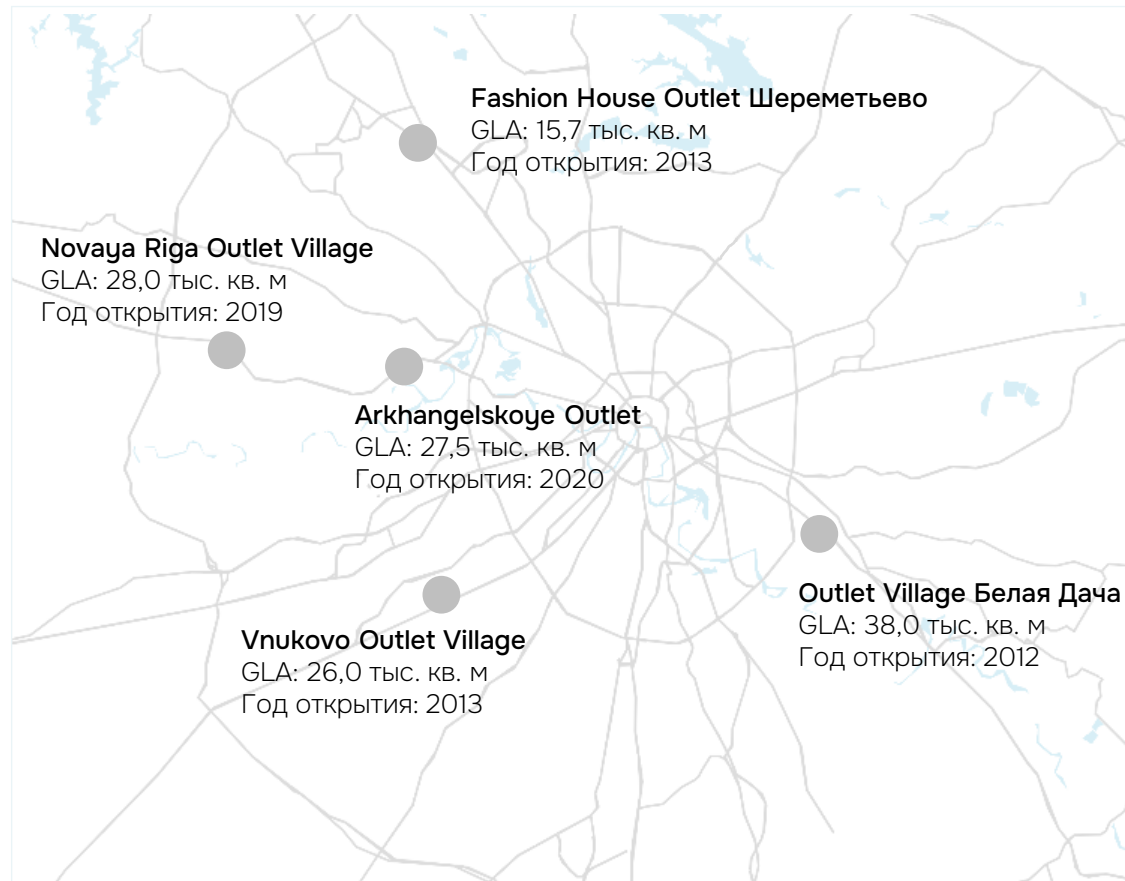 Fashion House Outlet Шереметьево
GLA: 15,7 тыс. кв. м
Год открытия: 2013
Novaya Riga Outlet Village
GLA: 28,0 тыс. кв. м
Год открытия: 2019
Arkhangelskoye Outlet
GLA: 27,5 тыс. кв. м
Год открытия: 2020
Outlet Village Белая Дача
GLA: 38,0 тыс. кв. м
Год открытия: 2012
Vnukovo Outlet Village
GLA: 26,0 тыс. кв. м
Год открытия: 2013